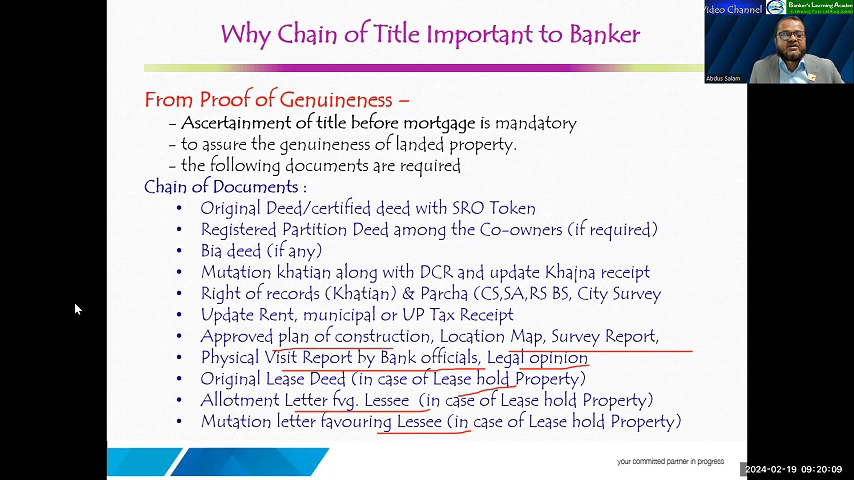 Why Chain of Title Important to Banker
Video Channel
Banker's Learning Academy
Abdus Salam
From Proof of Genuineness –
- Ascertainment of title before mortgage is mandatory
- to assure the genuineness of landed property.
- the following documents are required
Chain of Documents :
• Original Deed/certified deed with SRO Token
• Registered Partition Deed among the Co-owners (if required)
• Bia deed (if any)
• Mutation khatian along with DCR and update Khajna receipt
• Right of records (Khatian) & Parcha (CS,SA,RS BS, City Survey
• Update Rent, municipal or UP Tax Receipt
• Approved plan of construction, Location Map, Survey Report,
• Physical Visit Report by Bank officials, Legal opinion
• Original Lease Deed (in case of Lease hold Property)
• Allotment Letter fvg. Lessee (in case of Lease hold Property)
• Mutation letter favouring Lessee (in case of Lease hold Property)
your committed partner in progress
2024-02-19 09:20:09